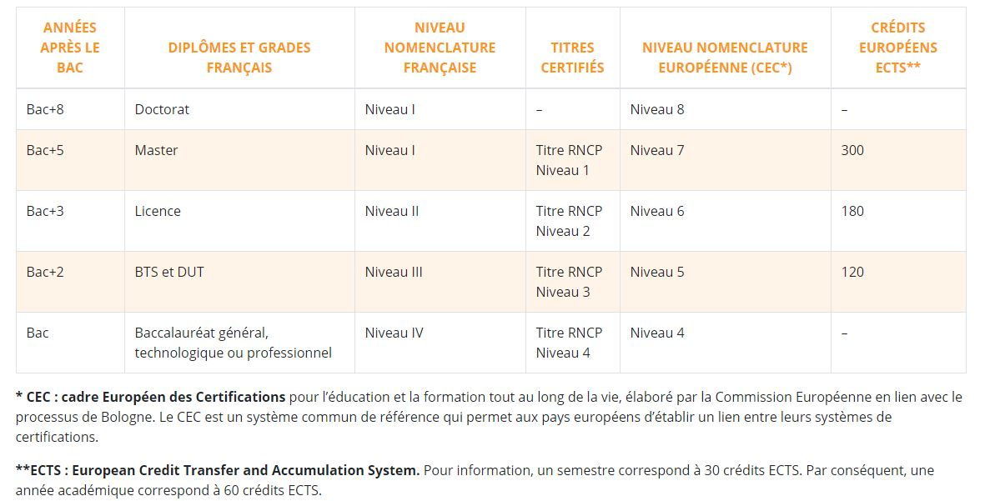 ANNÉES APRÈS LE BAC | DIPLÔMES ET GRADES FRANÇAIS | NIVEAU NOMENCLATURE FRANÇAISE | TITRES CERTIFIÉS | NIVEAU NOMENCLATURE EUROPÉENNE (CEC*) | CRÉDITS EUROPÉENS ECTS**
Bac+8 | Doctorat | Niveau I | – | Niveau 8 | –
Bac+5 | Master | Niveau I | Titre RNCP Niveau 1 | Niveau 7 | 300
Bac+3 | Licence | Niveau II | Titre RNCP Niveau 2 | Niveau 6 | 180
Bac+2 | BTS et DUT | Niveau III | Titre RNCP Niveau 3 | Niveau 5 | 120
Bac | Baccalauréat général, technologique ou professionnel | Niveau IV | Titre RNCP Niveau 4 | Niveau 4 | –
* CEC : cadre Européen des Certifications pour l’éducation et la formation tout au long de la vie, élaboré par la Commission Européenne en lien avec le
processus de Bologne. Le CEC est un système commun de référence qui permet aux pays européens d’établir un lien entre leurs systèmes de
certifications.
**ECTS : European Credit Transfer and Accumulation System. Pour information, un semestre correspond à 30 crédits ECTS. Par conséquent, une
année académique correspond à 60 crédits ECTS.